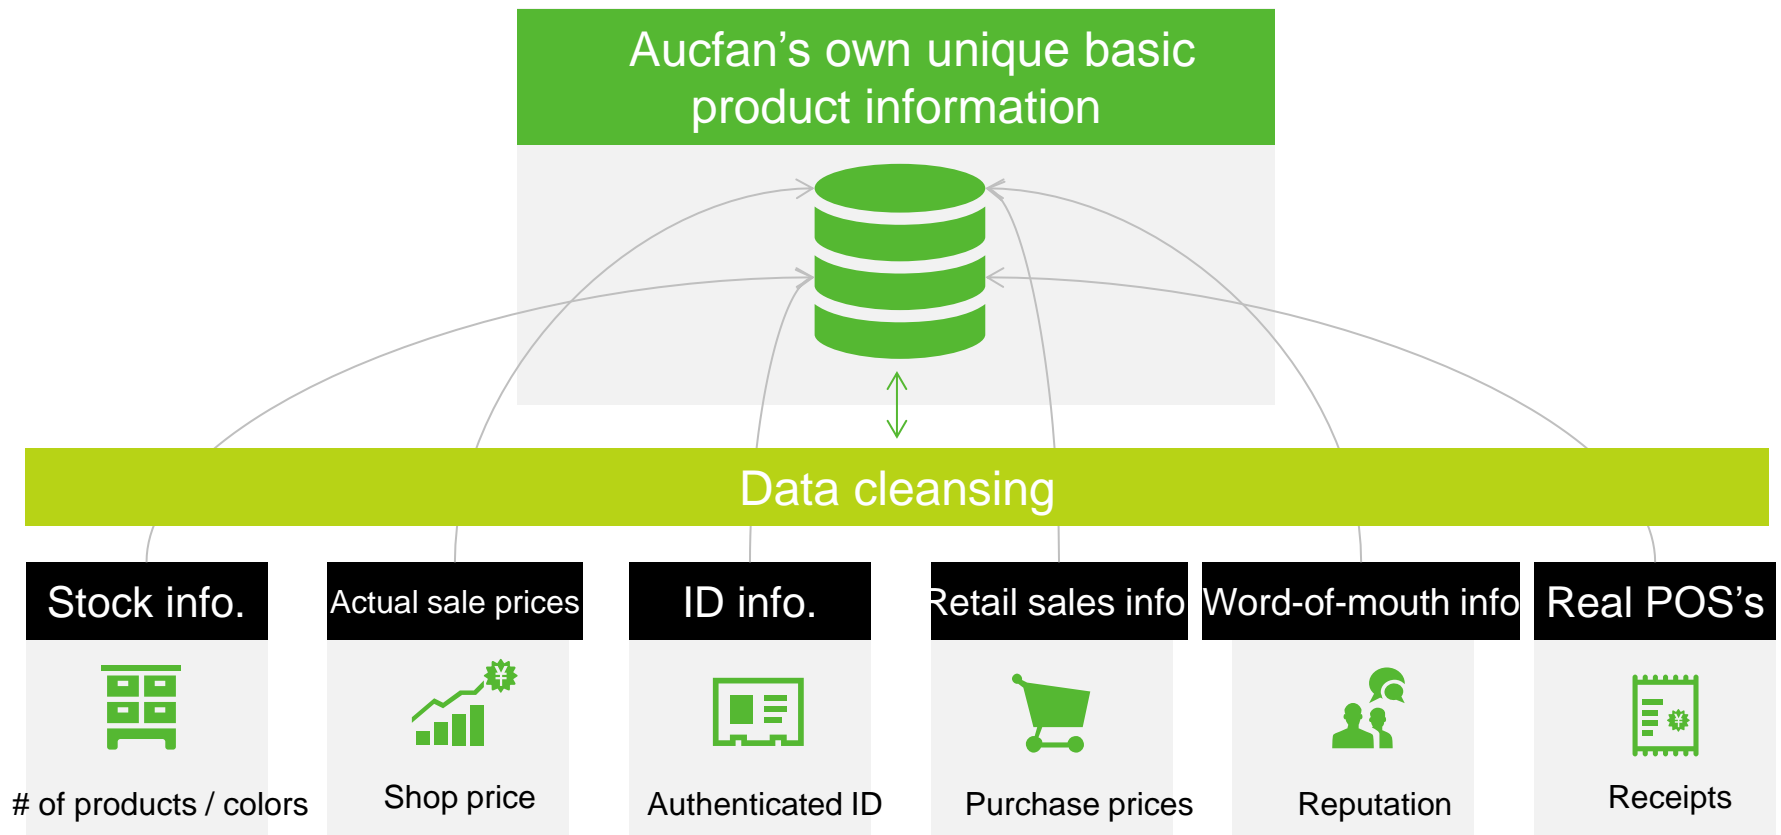 Aucfan’s own unique basic
product information
Data cleansing
Stock info.
Actual sale prices
ID info.
Retail sales info
Word-of-mouth info
Real POS’s
¥
¥
# of products / colors
Shop price
Authenticated ID
Purchase prices
Reputation
Receipts